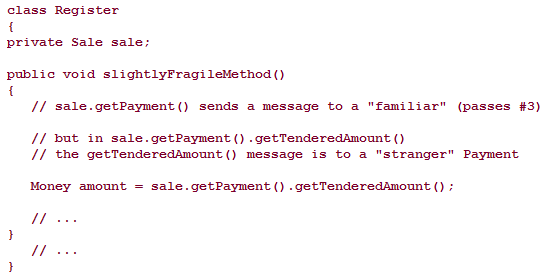 class Register
{
private Sale sale;
public void slightlyFragileMethod()
{
// sale.getPayment() sends a message to a "familiar" (passes #3)
// but in sale.getPayment().getTenderedAmount()
// the getTenderedAmount() message is to a "stranger" Payment
Money amount = sale.getPayment().getTenderedAmount();
// ...
}
// ...
}